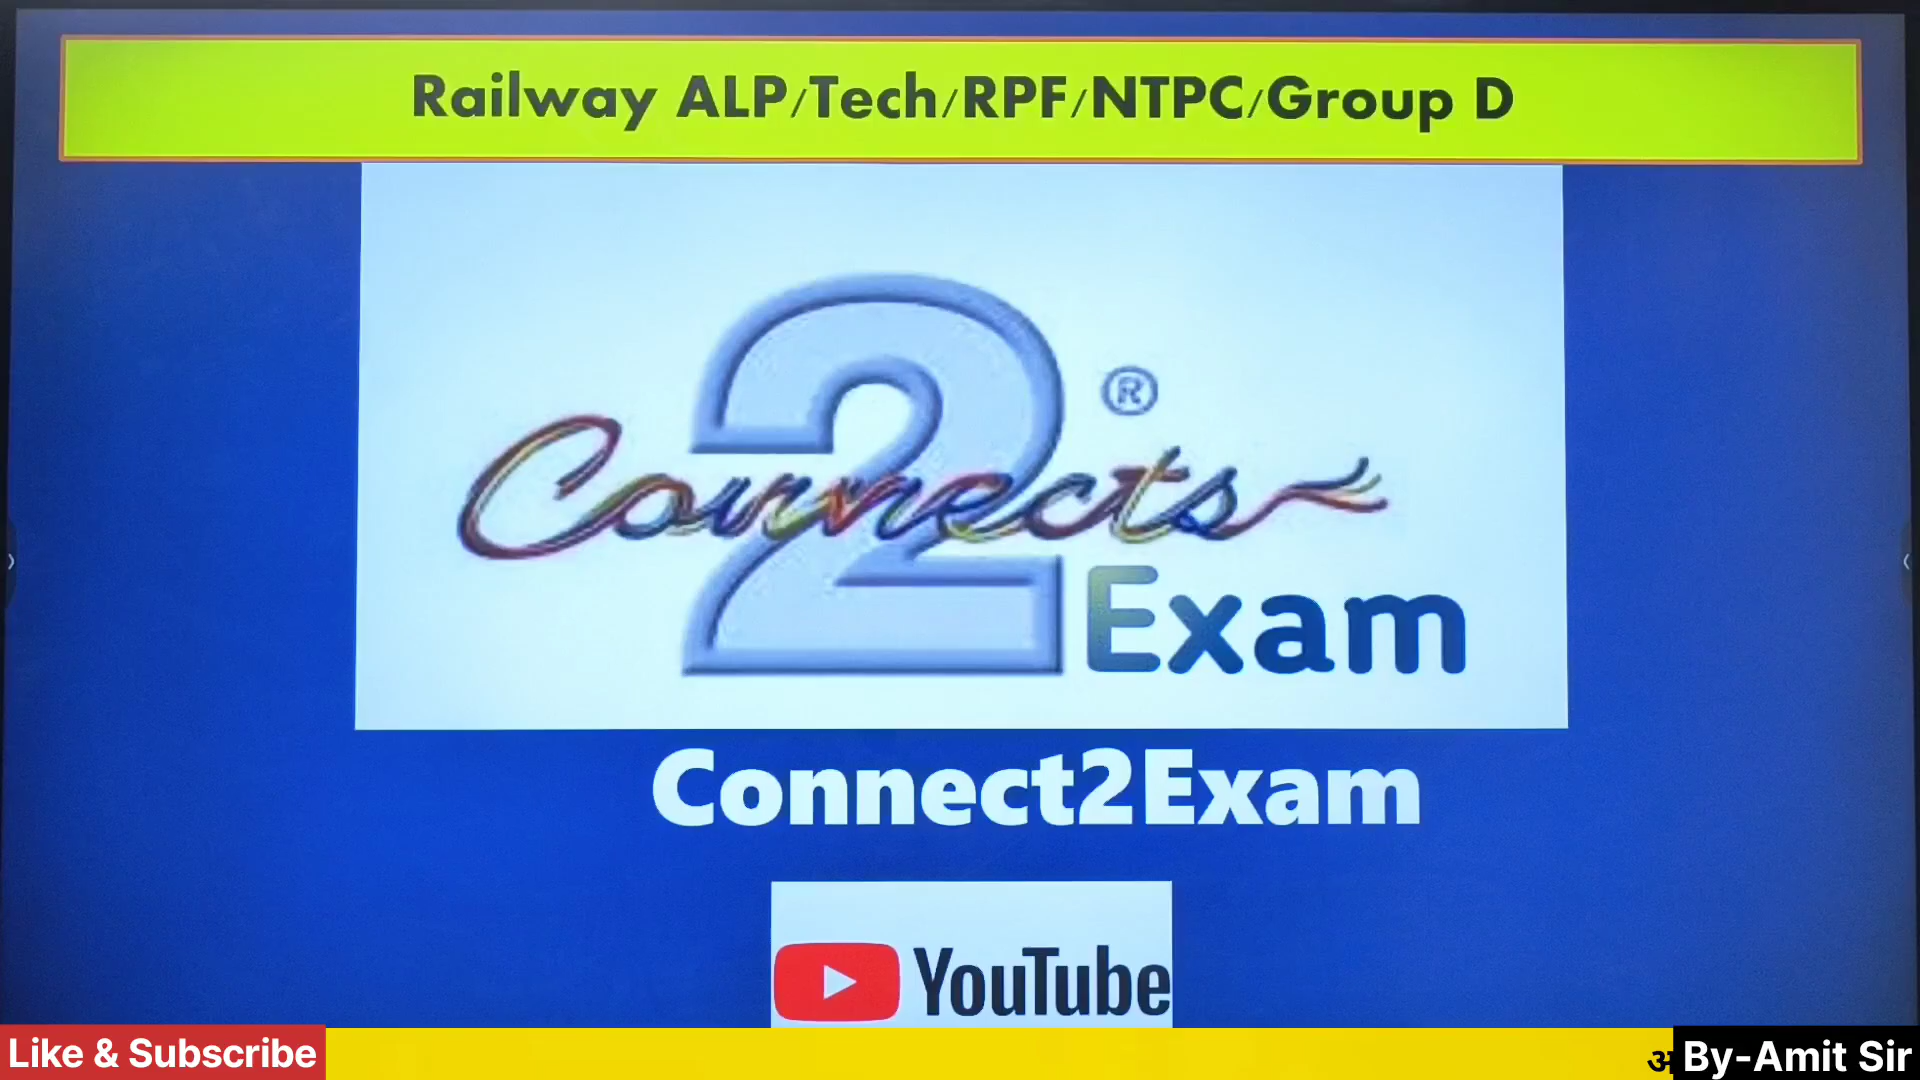 Railway ALP/Tech/RPF/NTPC/Group D
2
®
Connects
Exam
Connect2Exam
YouTube
Like & Subscribe
By-Amit Sir